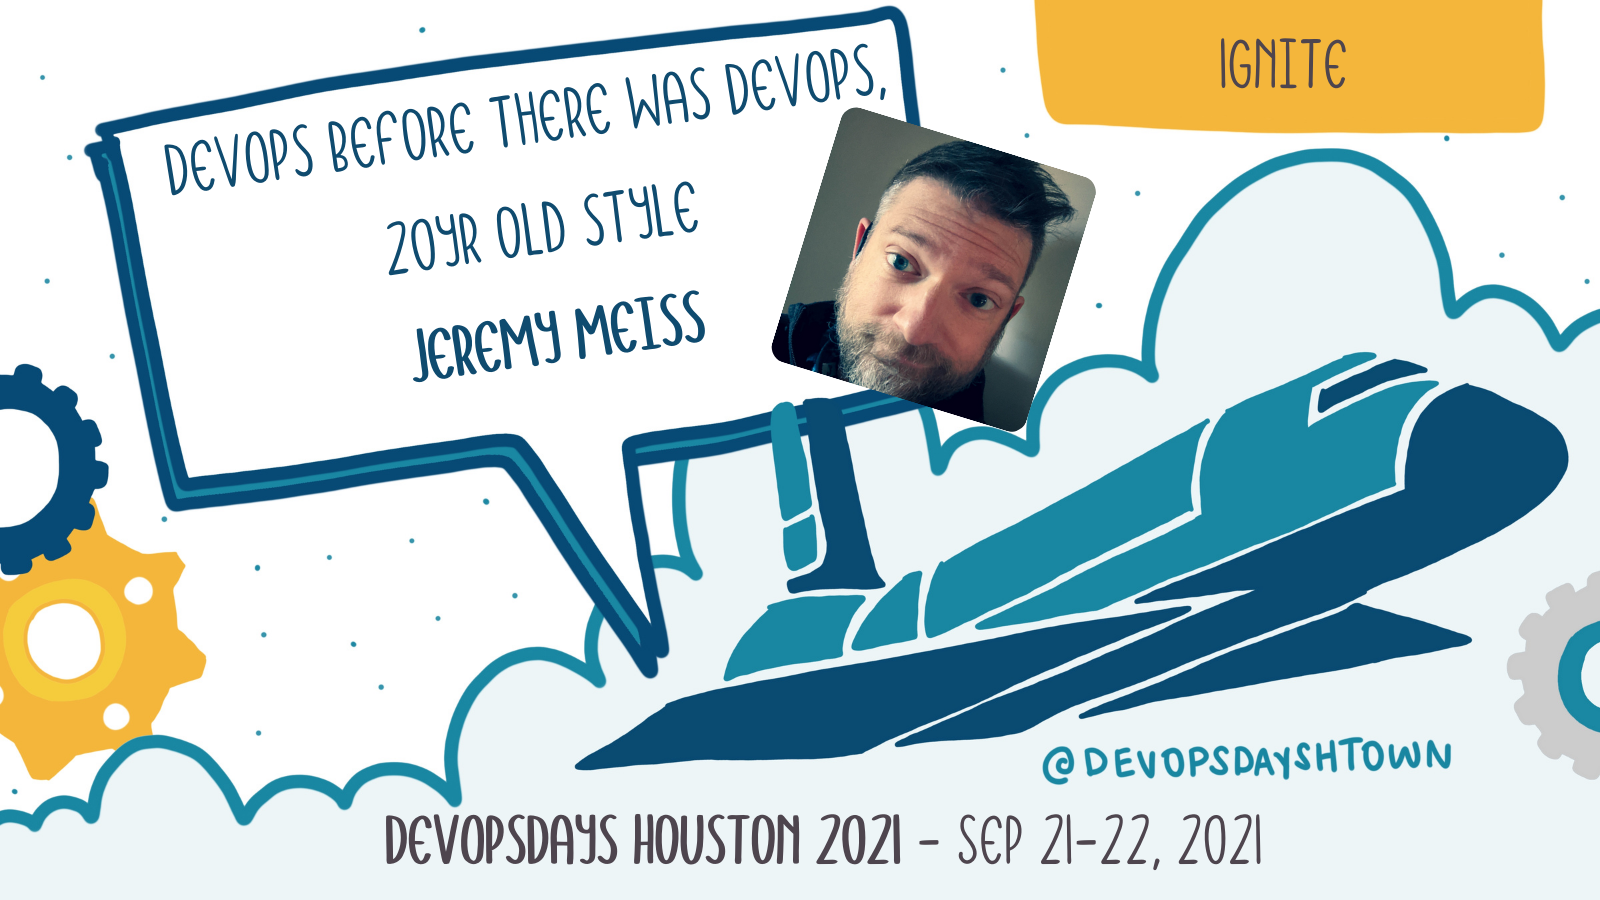 IGNITE
DEVOPS BEFORE THERE WAS DEVOPS,
20YR OLD STYLE
JEREMY MEISS
@DEVOPSDAYSHTOWN
DEVOPSDAYS HOUSTON 2021 - SEP 21-22, 2021